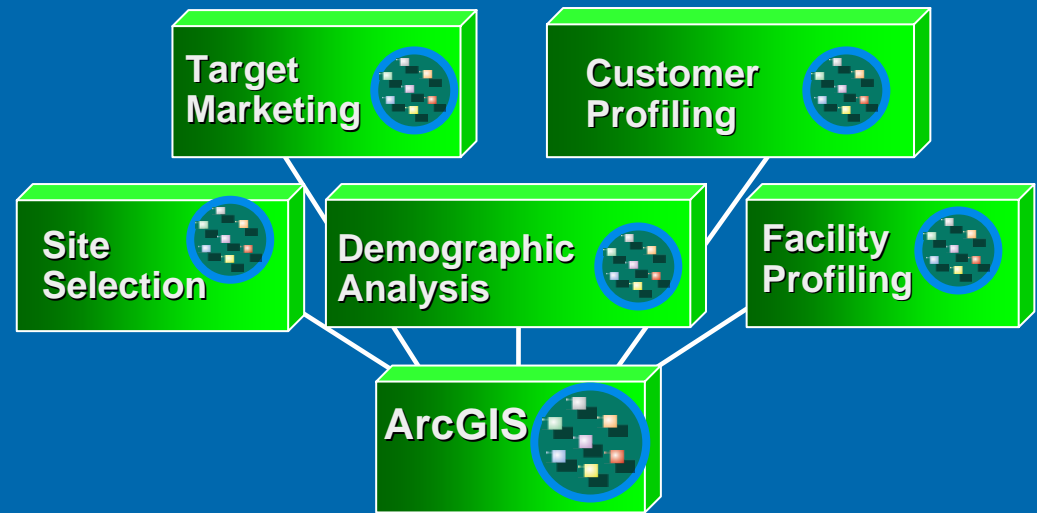 Target
Marketing
Customer
Profiling
Site
Selection
Demographic
Analysis
Facility
Profiling
ArcGIS